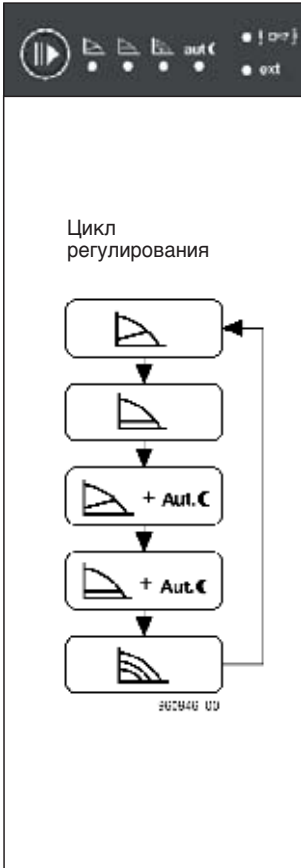 aut
ext
Цикл
регулирования
+ Aut.
+ Aut.